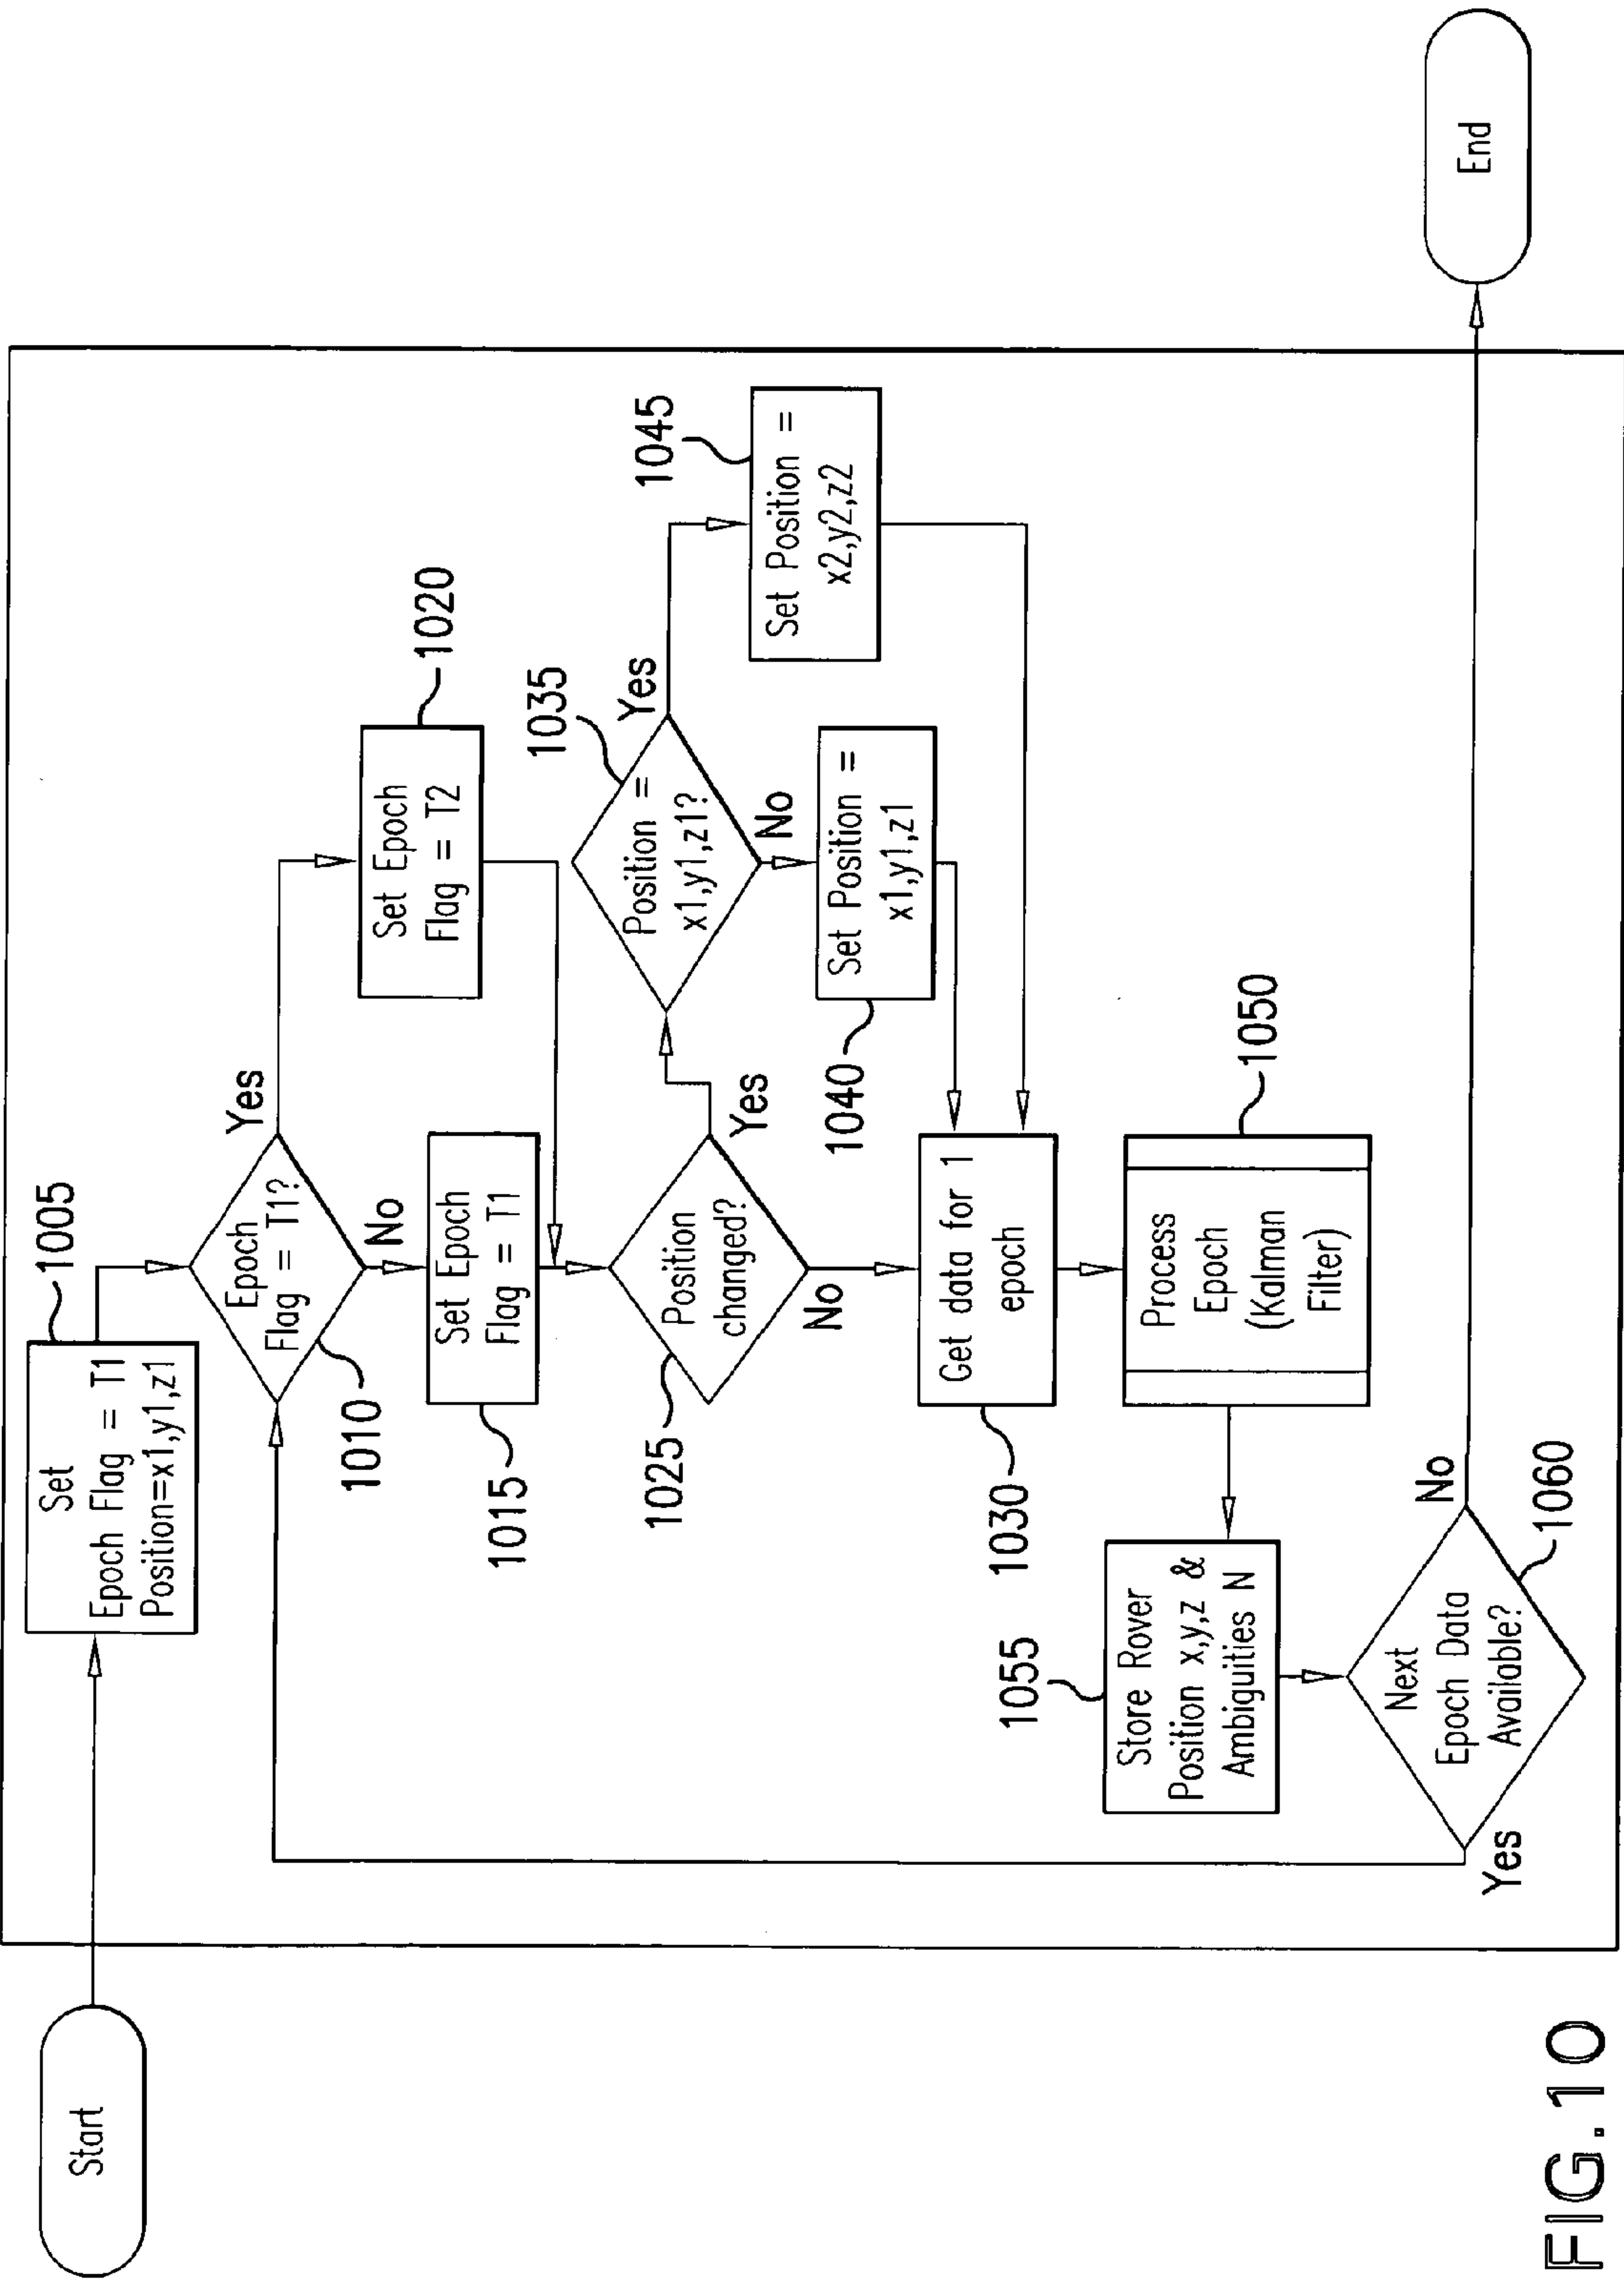 Start
Set
Epoch Flag = T1
Position=x1,y1,z1
1005
Epoch
Flag = T1?
1010
Yes
No
Set Epoch
Flag = T1
1015
Set Epoch
Flag = T2
1020
Position
changed?
1025
Yes
No
Position =
x1,y1,z1?
1035
Yes
No
Set Position =
x1,y1,z1
1040
Set Position =
x2,y2,z2
1045
Get data for 1
epoch
1030
Process
Epoch
(Kalman
Filter)
1050
Store Rover
Position x,y,z &
Ambiguities N
1055
Next
Epoch Data
Available?
1060
Yes
No
End
FIG.10